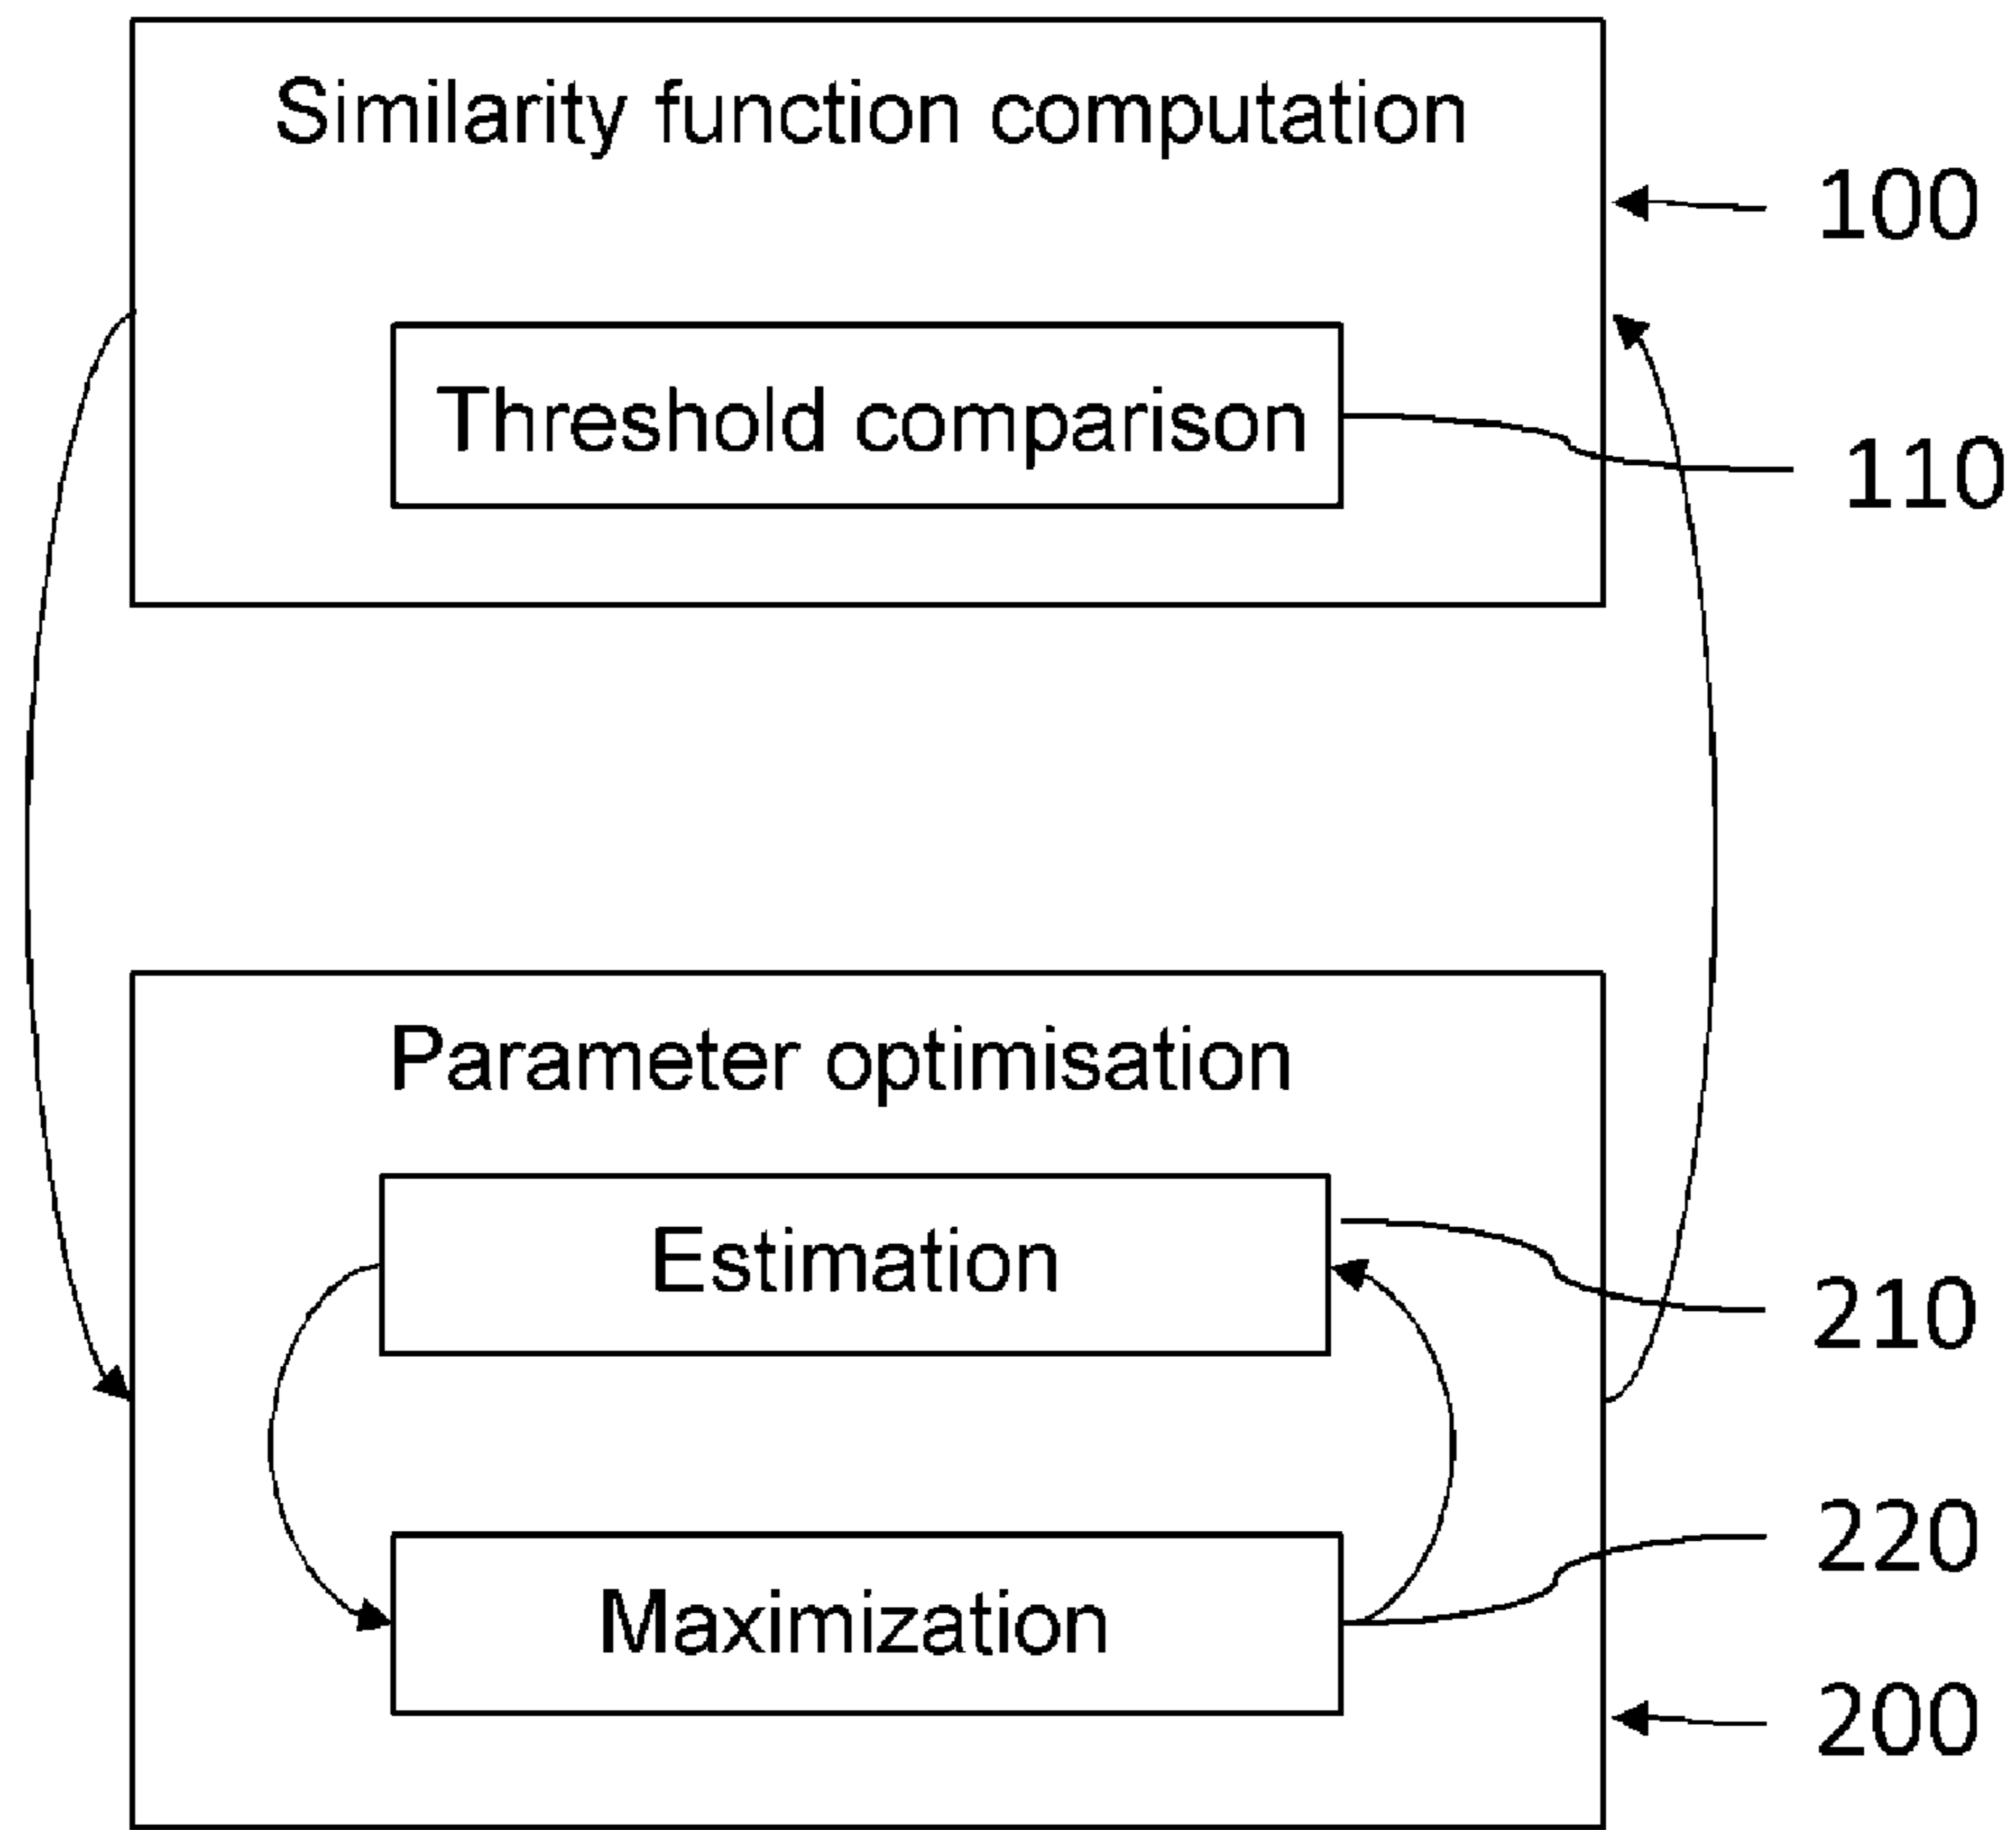 Similarity function computation
100
Threshold comparison
110
Parameter optimisation
Estimation
210
220
Maximization
200